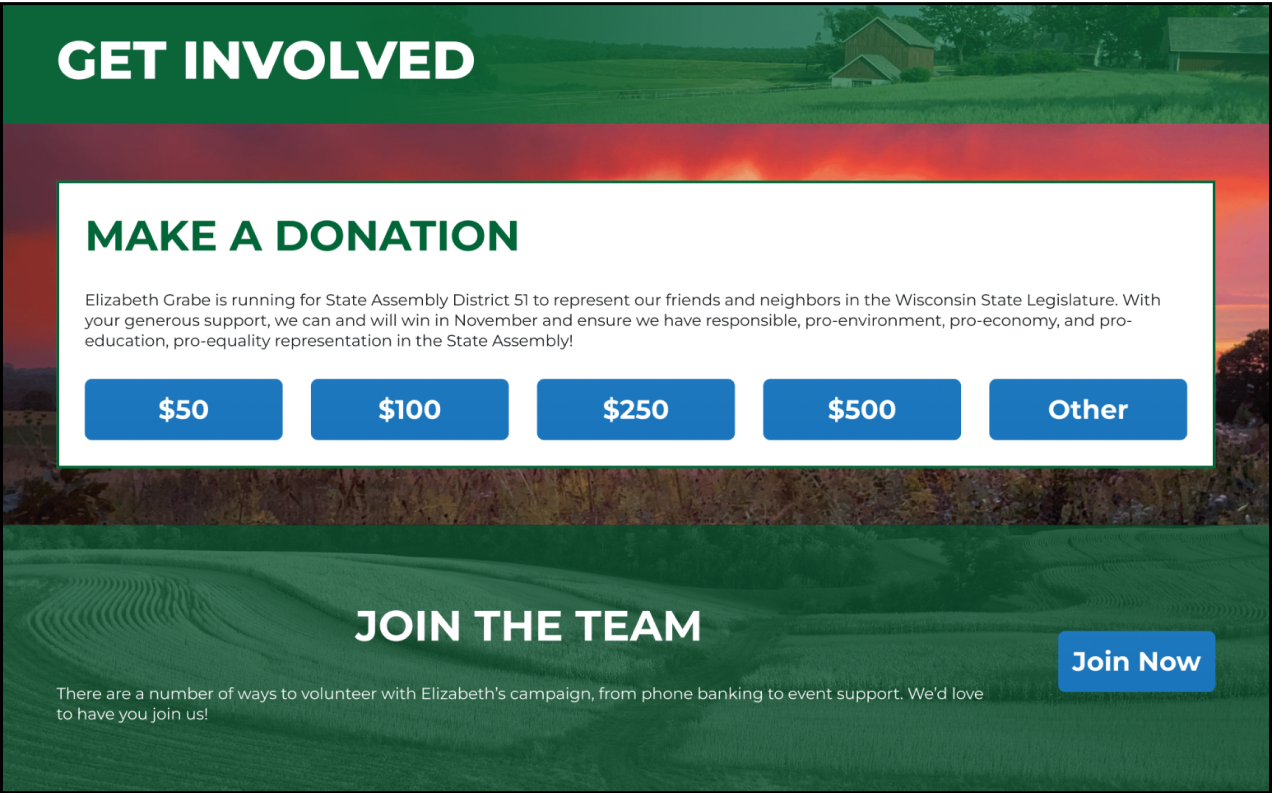 GET INVOLVED
MAKE A DONATION
Elizabeth Grabe is running for State Assembly District 51 to represent our friends and neighbors in the Wisconsin State Legislature. With
your generous support, we can and will win in November and ensure we have responsible, pro-environment, pro-economy, and pro-
education, pro-equality representation in the State Assembly!
$50 $100 $250 $500 Other
JOIN THE TEAM
Join Now
There are a number of ways to volunteer with Elizabeth’s campaign, from phone banking to event support. We’d love
to have you join us!